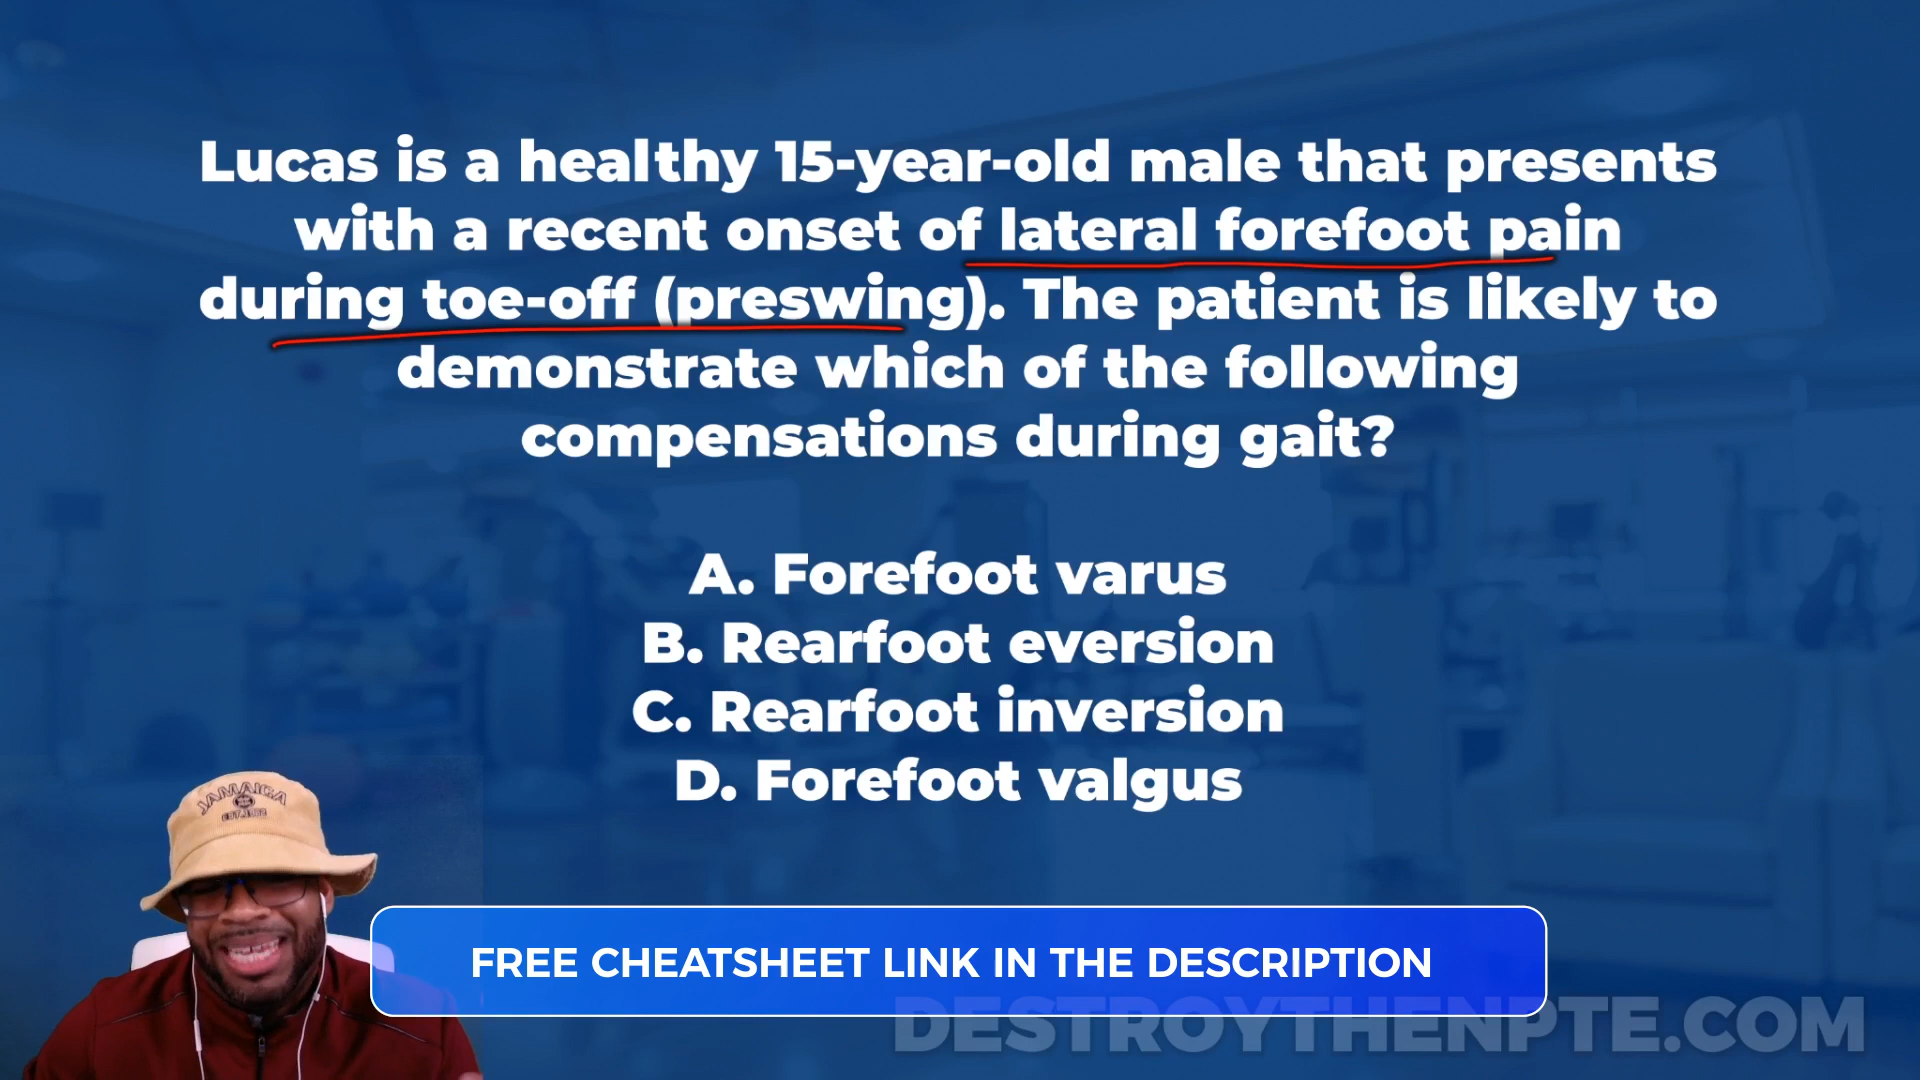 Lucas is a healthy 15-year-old male that presents
with a recent onset of lateral forefoot pain
during toe-off (preswing). The patient is likely to
demonstrate which of the following
compensations during gait?
A. Forefoot varus
B. Rearfoot eversion
C. Rearfoot inversion
D. Forefoot valgus
JAMAICA
FREE CHEATSHEET LINK IN THE DESCRIPTION
DESTROYTHENPTE.COM